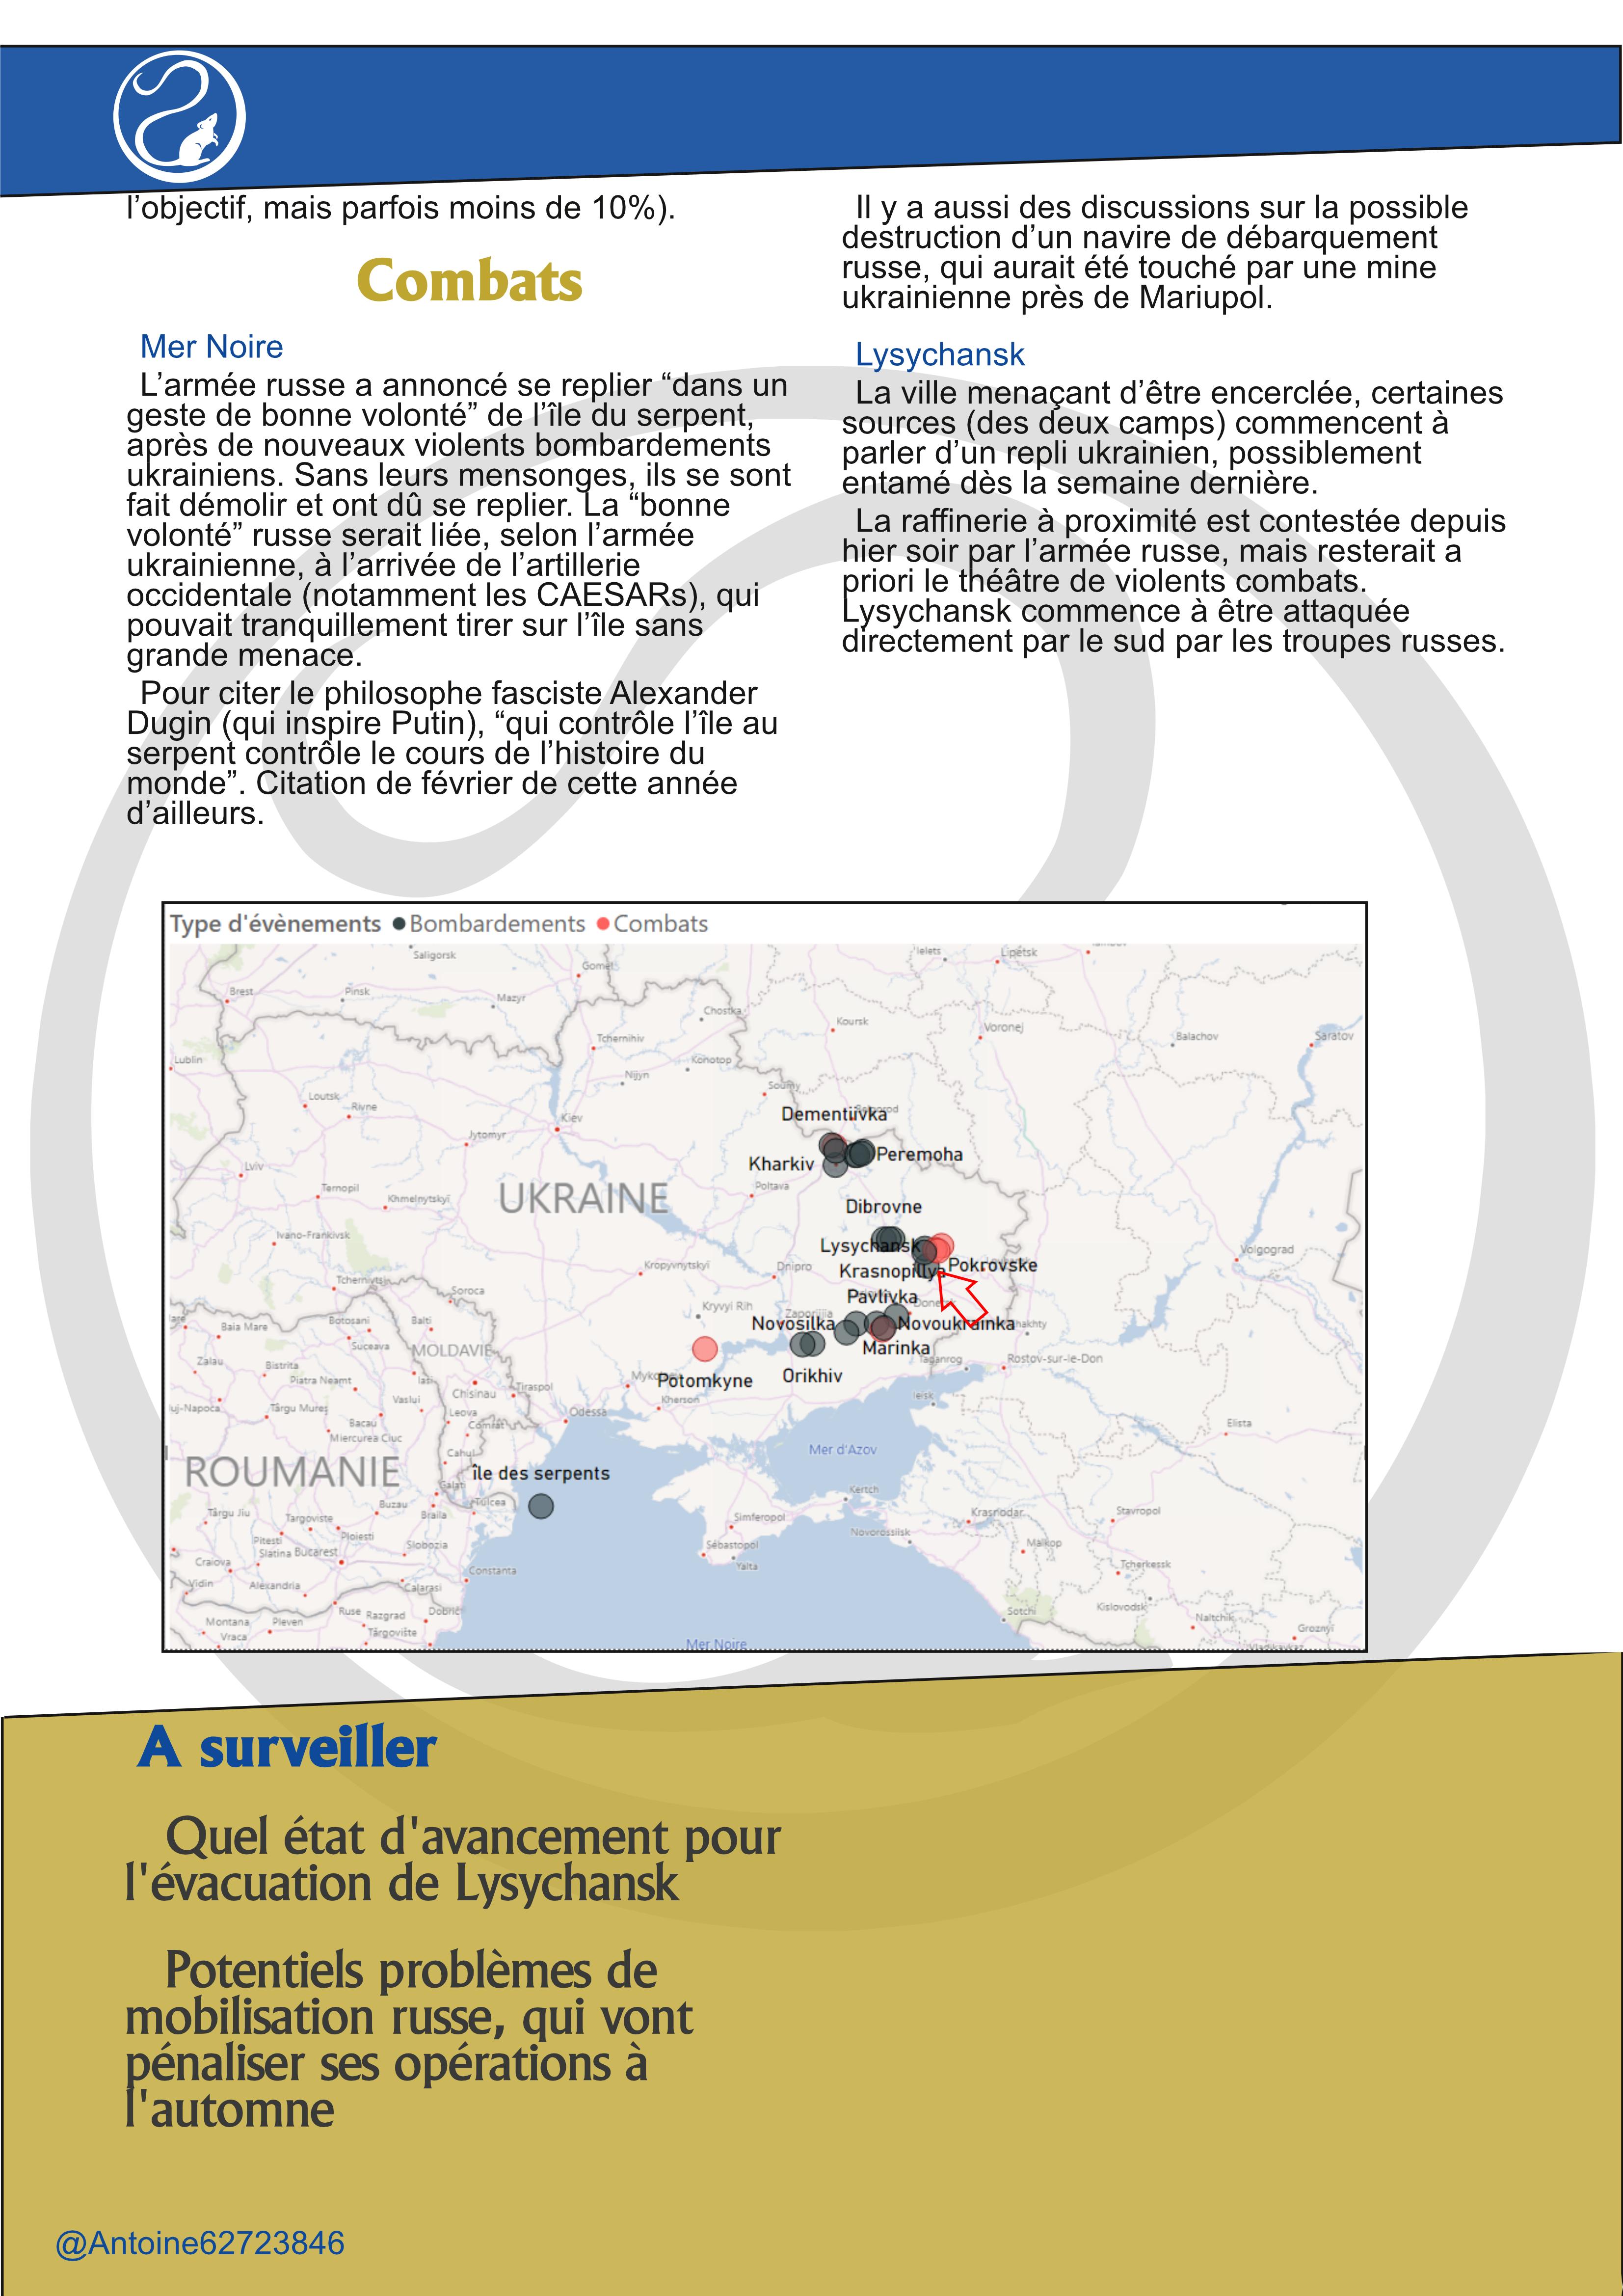 l’objectif, mais parfois moins de 10%).
Combats
Mer Noire
L’armée russe a annoncé se replier “dans un
geste de bonne volonté” de l’île du serpent,
après de nouveaux violents bombardements
ukrainiens. Sans leurs mensonges, ils se sont
fait démolir et ont dû se replier. La “bonne
volonté” russe serait liée, selon l’armée
ukrainienne, à l’arrivée de l’artillerie
occidentale (notamment les CAESARs), qui
pouvait tranquillement tirer sur l’île sans
grande menace.
Pour citer le philosophe fasciste Alexander
Dugin (qui inspire Putin), “qui contrôle l’île au
serpent contrôle le cours de l’histoire du
monde”. Citation de février de cette année
d’ailleurs.
Il y a aussi des discussions sur la possible
destruction d’un navire de débarquement
russe, qui aurait été touché par une mine
ukrainienne près de Mariupol.
Lysychansk
La ville menaçant d’être encerclée, certaines
sources (des deux camps) commencent à
parler d’un repli ukrainien, possiblement
entamé dès la semaine dernière.
La raffinerie à proximité est contestée depuis
hier soir par l’armée russe, mais resterait a
priori le théâtre de violents combats.
Lysychansk commence à être attaquée
directement par le sud par les troupes russes.
Type d'évènements Bombardements Combats
Saligorsk
Gomel
Lipetsk
Brest
Pinsk
Mazyr
Chostka
Koursk
Voronej
Balachov
Saratov
Tchernihiv
Lublin
Konotop
Nijyn
Soumy
Loutsk
Rivne
Kiev
Dementiivka
Jytomyr
Kharkiv
Peremoha
Lviv
Poltava
Ternopil
Khmelnytskyï
UKRAINE
Dibrovne
Ivano-Frankivsk
Lysychansk
Volgograd
Kropyvnytskyï
Dnipro
Krasnopillya
Pokrovske
Tchernivtsi
Soroca
Pavlivka
Kryvyi Rih
Zaporijia
Baia Mare
Botosani
Balti
Novosilka
Novoukrainka
Suceava
MOLDAVIE
Marinka
Zalau
Bistrita
Taganrog
Rostov-sur-le-Don
Piatra Neamt
Iasi
Chisinau
Tiraspol
Potomkyne
Orikhiv
Ieïsk
Vaslui
Kherson
Târgu Mureș
Leova
Odessa
Bacau
Comrat
Elista
Miercurea Ciuc
Cahul
Mer d'Azov
ROUMANIE
île des serpents
Galati
Kertch
Buzau
Tulcea
Târgu Jiu
Targoviste
Braila
Simferopol
Krasnodar
Stavropol
Pitesti
Ploiesti
Novorossiisk
Slatina
Bucarest
Slobozia
Sébastopol
Maïkop
Craiova
Yalta
Constanta
Tcherkessk
Vidin
Alexandria
Calarasi
Ruse
Razgrad
Dobric
Sotchi
Kislovodsk
Montana
Pleven
Naltchik
Târgovište
Groznyï
Vraca
Mer Noire
A surveiller
Quel état d'avancement pour
l'évacuation de Lysychansk
Potentiels problèmes de
mobilisation russe, qui vont
pénaliser ses opérations à
l'automne
@Antoine62723846